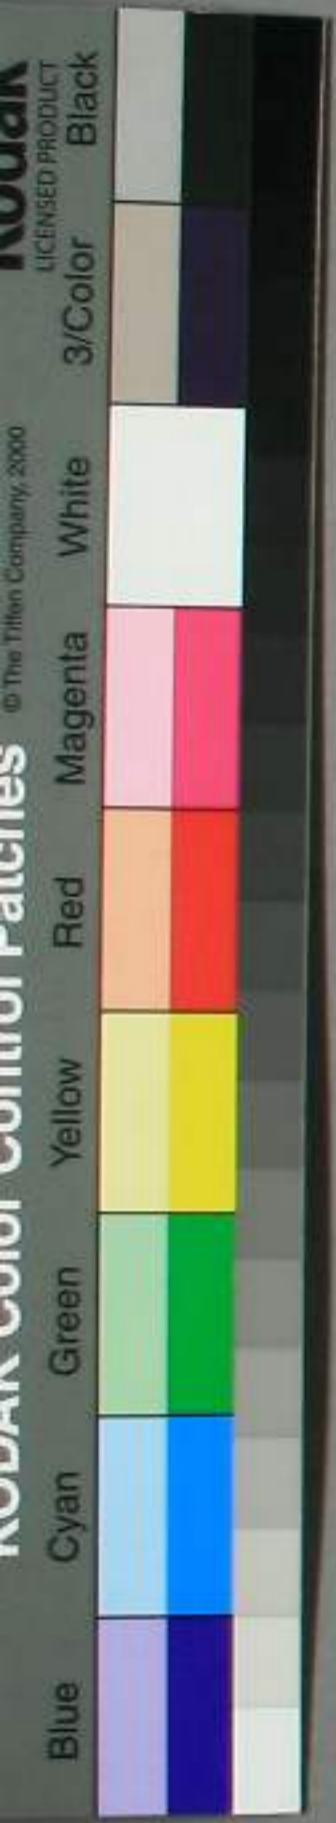 KODAK Color Control Patches
© The Tiffen Company, 2000
Kodak
LICENSED PRODUCT
Blue
Cyan
Green
Yellow
Red
Magenta
White
3/Color
Black